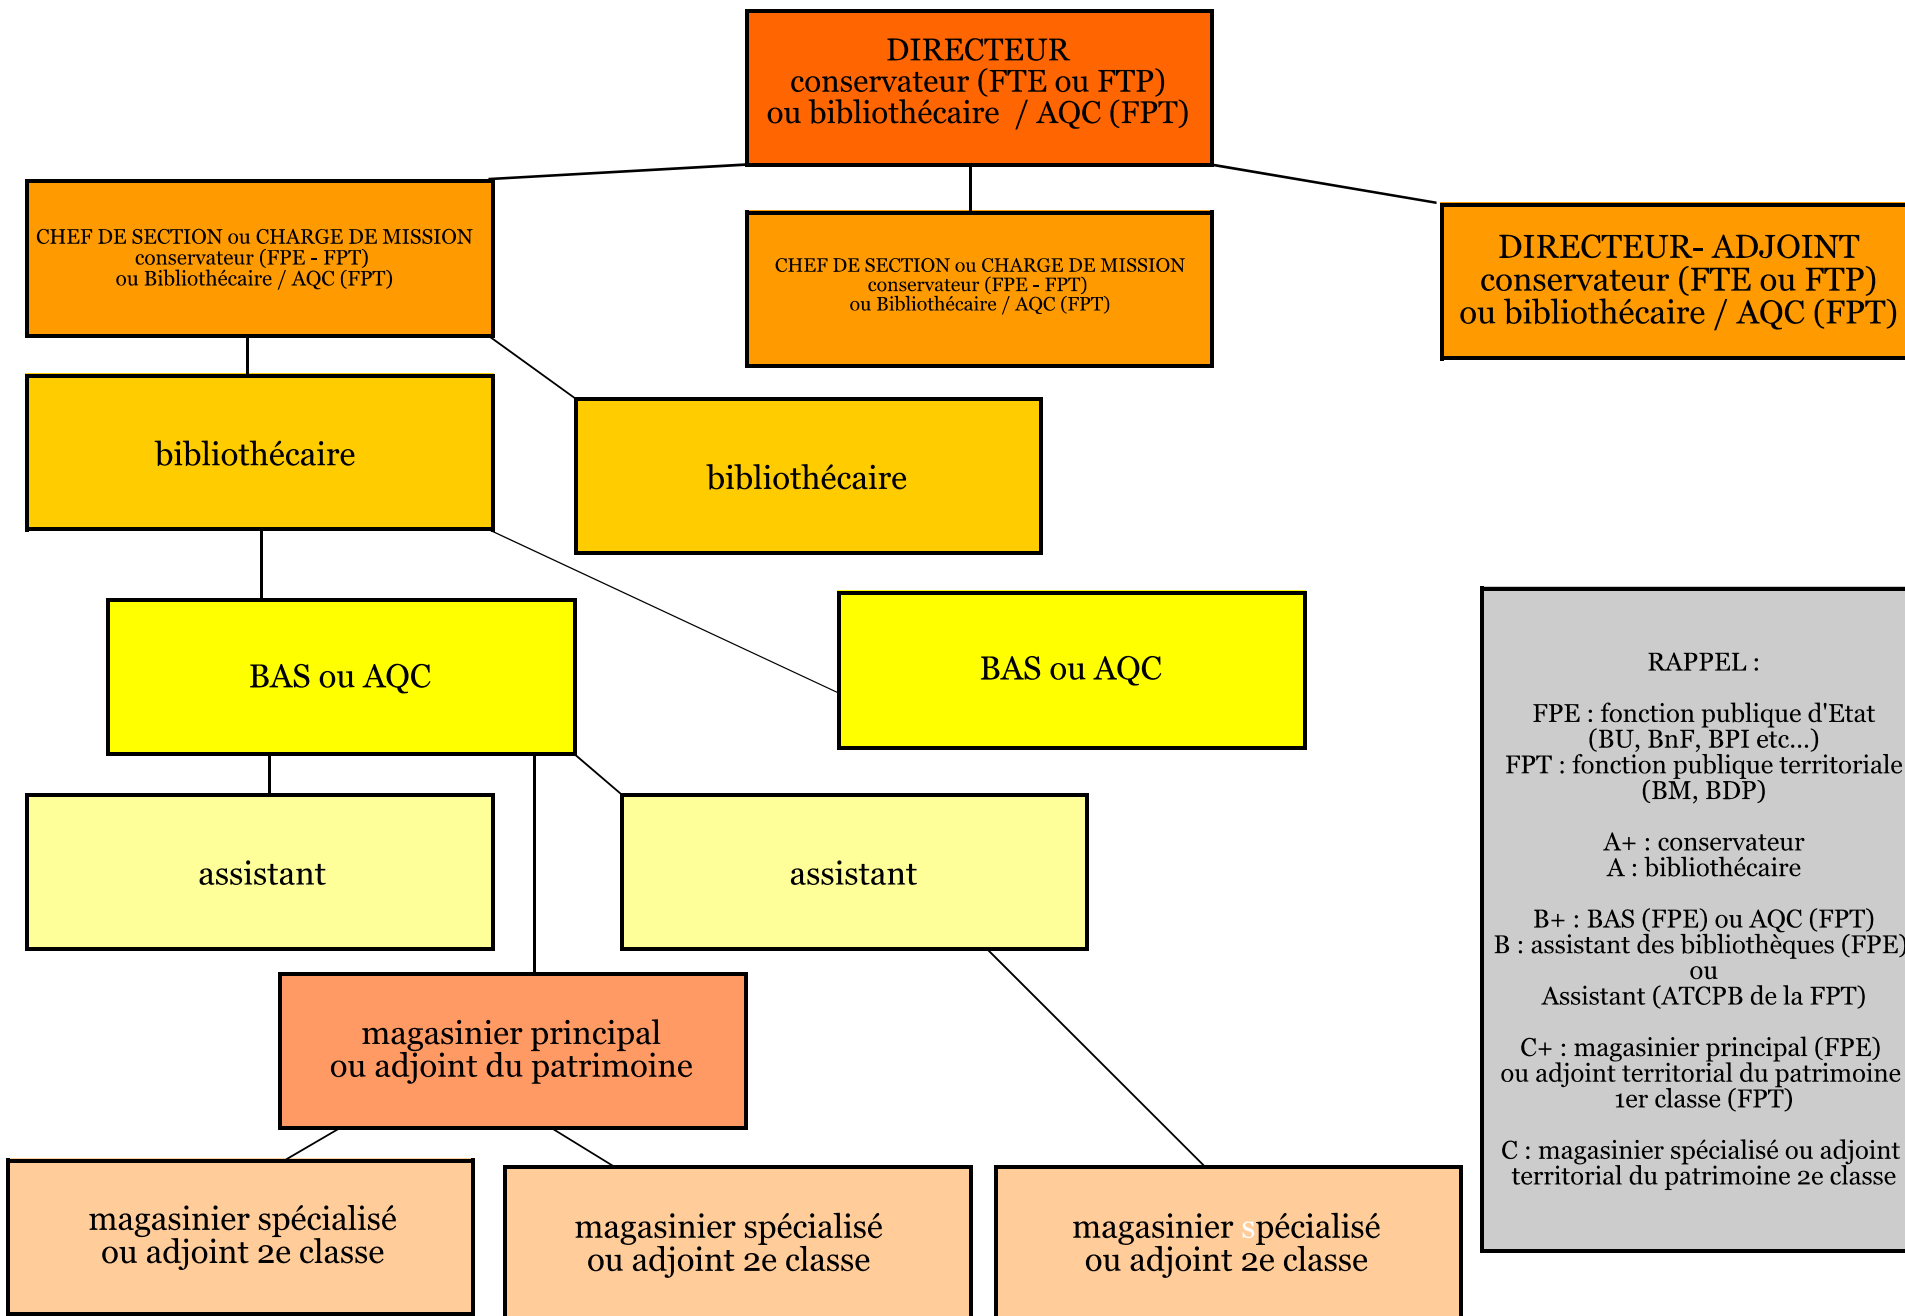 DIRECTEUR
conservateur (FTE ou FTP)
ou bibliothécaire / AQC (FPT)
CHEF DE SECTION ou CHARGE DE MISSION
conservateur (FPE - FPT)
ou Bibliothécaire / AQC (FPT)
CHEF DE SECTION ou CHARGE DE MISSION
conservateur (FPE - FPT)
ou Bibliothécaire / AQC (FPT)
DIRECTEUR- ADJOINT
conservateur (FTE ou FTP)
ou bibliothécaire / AQC (FPT)
bibliothécaire
bibliothécaire
BAS ou AQC
BAS ou AQC
assistant
assistant
magasinier principal
ou adjoint du patrimoine
magasinier spécialisé
ou adjoint 2e classe
magasinier spécialisé
ou adjoint 2e classe
magasinier spécialisé
ou adjoint 2e classe
RAPPEL :
FPE : fonction publique d'Etat
(BU, BnF, BPI etc...)
FPT : fonction publique territoriale
(BM, BDP)
A+ : conservateur
A : bibliothécaire
B+ : BAS (FPE) ou AQC (FPT)
B : assistant des bibliothèques (FPE)
ou
Assistant (ATCPB de la FPT)
C+ : magasinier principal (FPE)
ou adjoint territorial du patrimoine
1er classe (FPT)
C : magasinier spécialisé ou adjoint
territorial du patrimoine 2e classe